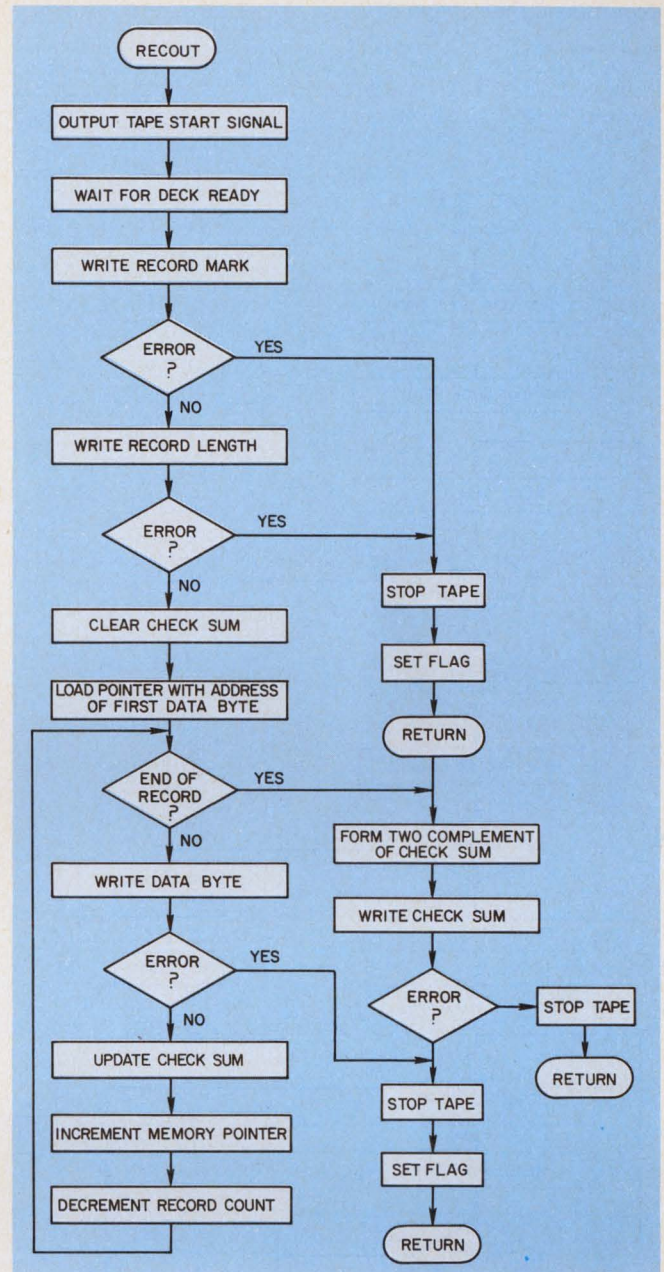 RECOUT
OUTPUT TAPE START SIGNAL
WAIT FOR DECK READY
WRITE RECORD MARK
ERROR
?
YES
NO
WRITE RECORD LENGTH
ERROR
?
YES
NO
CLEAR CHECK SUM
LOAD POINTER WITH ADDRESS
OF FIRST DATA BYTE
END OF
RECORD
?
YES
NO
WRITE DATA BYTE
ERROR
?
YES
NO
UPDATE CHECK SUM
INCREMENT MEMORY POINTER
DECREMENT RECORD COUNT
STOP TAPE
SET FLAG
RETURN
FORM TWO COMPLEMENT
OF CHECK SUM
WRITE CHECK SUM
ERROR
?
STOP TAPE
RETURN
STOP TAPE
SET FLAG
RETURN